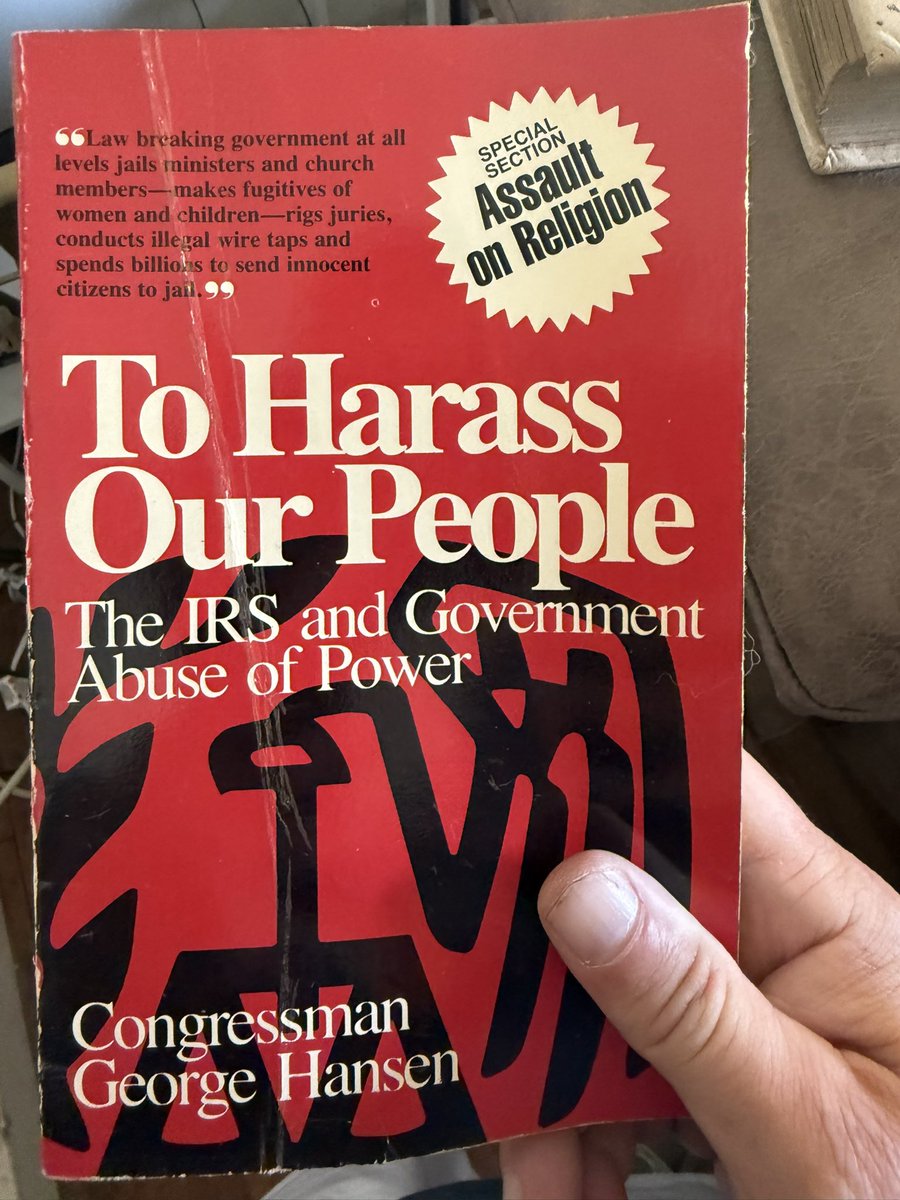 “Law breaking government at all
levels jails ministers and church
members—makes fugitives of
women and children—rigs juries,
conducts illegal wire taps and
spends billions to send innocent
citizens to jail.”
SPECIAL
SECTION
Assault
on Religion
To Harass
Our People
The IRS and Government
Abuse of Power
Congressman
George Hansen